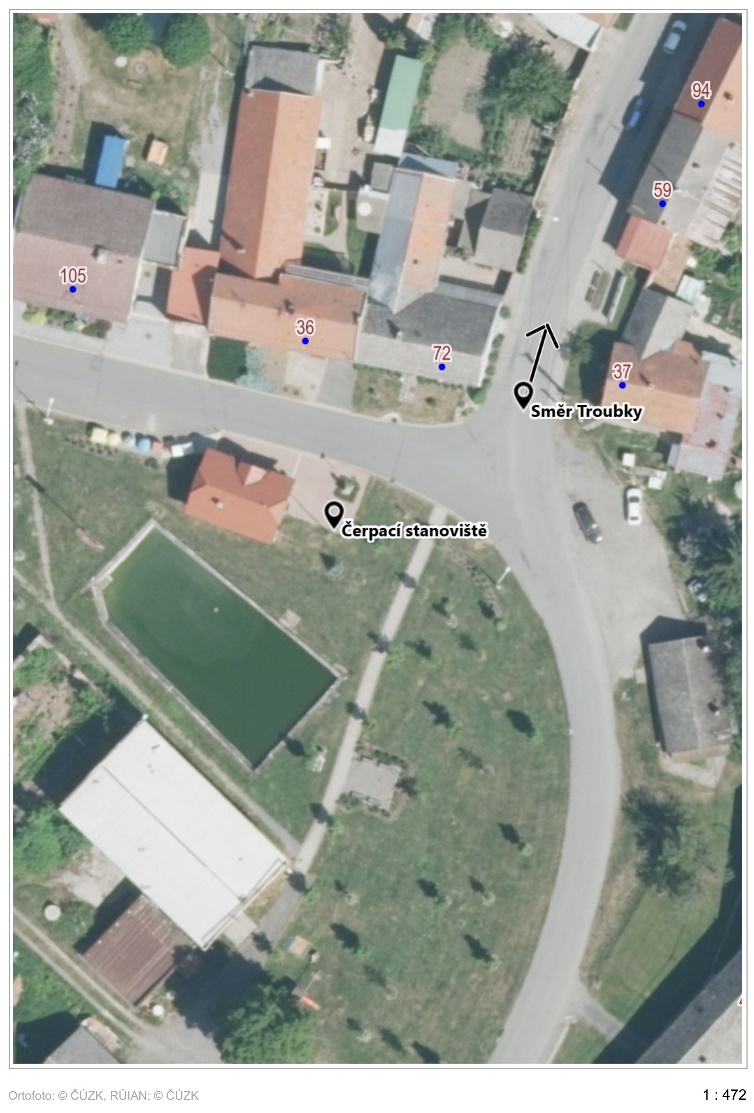 94
59
105
36
72
37
Směr Troubky
Čerpací stanoviště
Ortofoto: © ČÚZK, RÚIAN: © ČÚZK
1 : 472